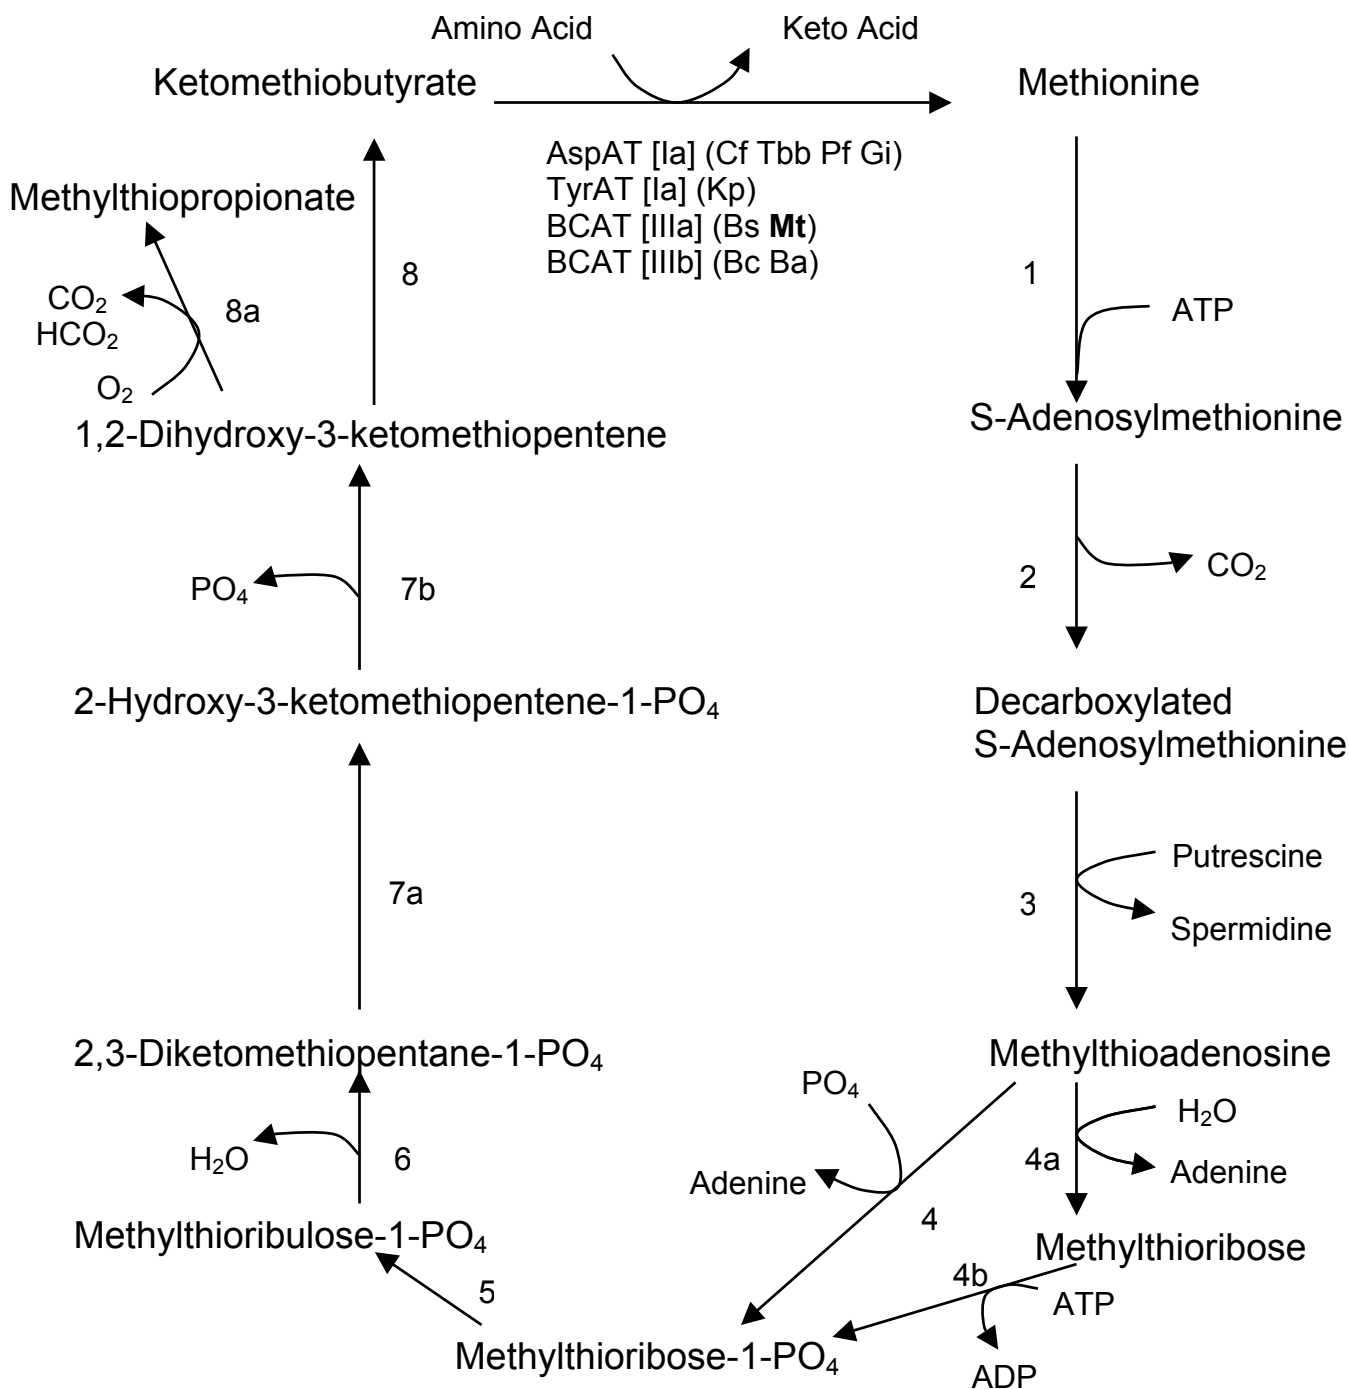 Amino Acid
Keto Acid
Ketomethiobutyrate
Methionine
AspAT [Ia] (Cf Tbb Pf Gi)
TyrAT [Ia] (Kp)
BCAT [IIIa] (Bs Mt)
BCAT [IIIb] (Bc Ba)
Methylthiopropionate
8
1
CO₂
HCO₂
8a
ATP
O₂
1,2-Dihydroxy-3-ketomethiopentene
S-Adenosylmethionine
PO₄
7b
2
CO₂
2-Hydroxy-3-ketomethiopentene-1-PO₄
Decarboxylated
S-Adenosylmethionine
7a
Putrescine
3
Spermidine
2,3-Diketomethiopentane-1-PO₄
Methylthioadenosine
PO₄
H₂O
H₂O
6
4a
Adenine
Adenine
4
Methylthioribulose-1-PO₄
Methylthioribose
5
4b
ATP
Methylthioribose-1-PO₄
ADP